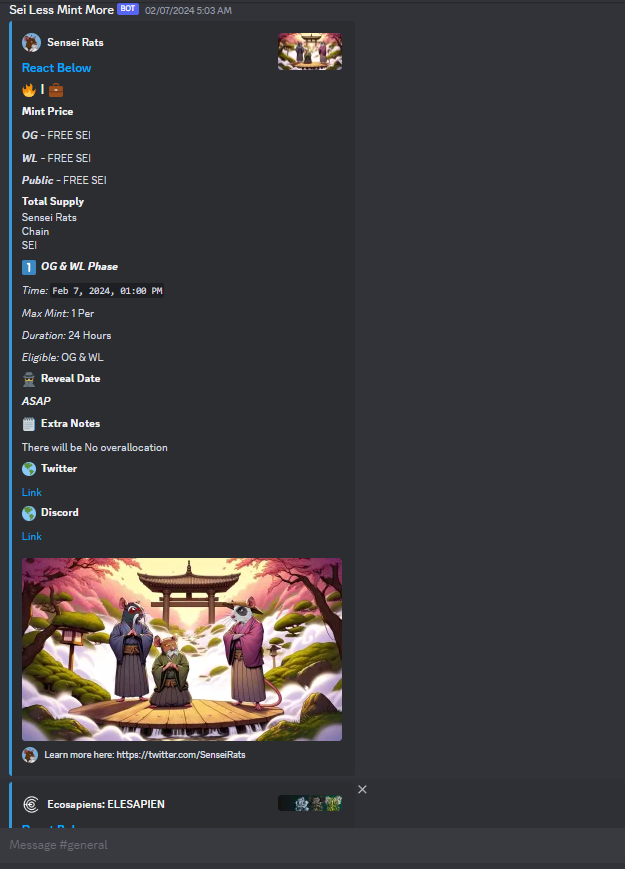 Sei Less Mint More BOT 02/07/2024 5:03 AM
Sensei Rats
React Below
🔥 | 💼
Mint Price
OG - FREE SEI
WL - FREE SEI
Public - FREE SEI
Total Supply
Sensei Rats
Chain
SEI
1 OG & WL Phase
Time: Feb 7, 2024, 01:00 PM
Max Mint: 1 Per
Duration: 24 Hours
Eligible: OG & WL
Reveal Date
ASAP
Extra Notes
There will be No overallocation
Twitter
Link
Discord
Link
Learn more here: https://twitter.com/SenseiRats
Ecosapiens: ELESAPIEN
Message #general